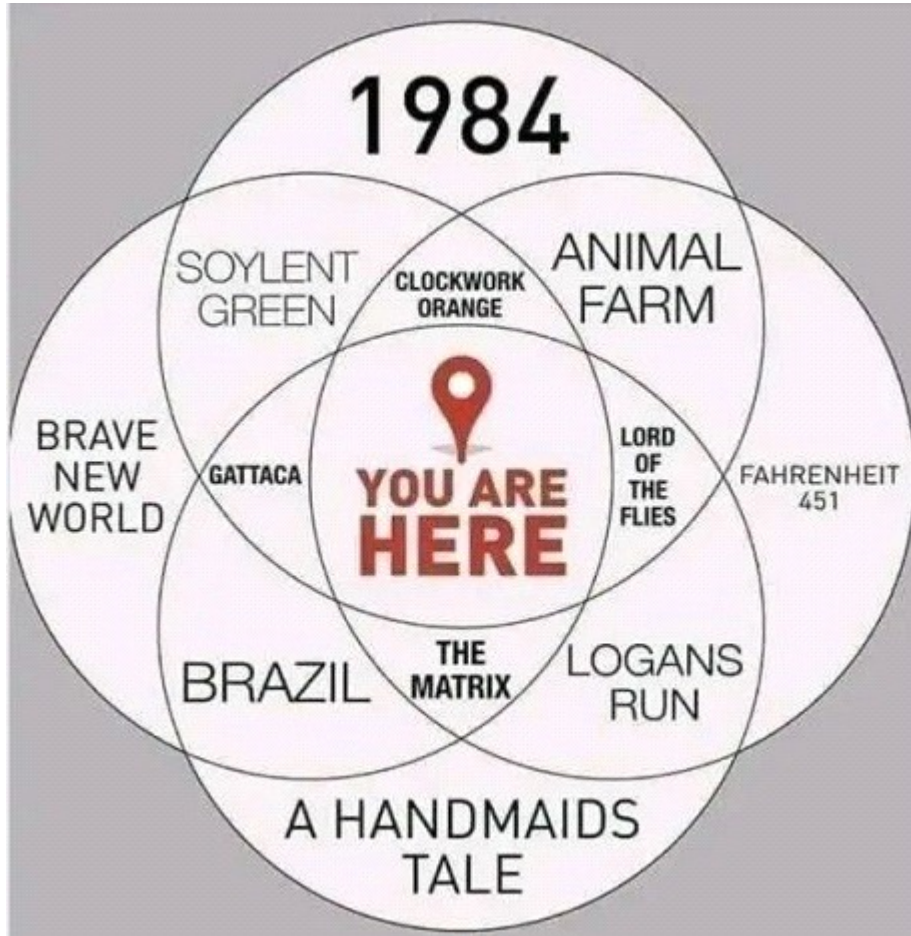 1984
SOYLENT
GREEN
CLOCKWORK
ORANGE
ANIMAL
FARM
BRAVE
NEW
WORLD
GATTACA
YOU ARE
HERE
LORD
OF
THE
FLIES
FAHRENHEIT
451
BRAZIL
THE
MATRIX
LOGANS
RUN
A HANDMAIDS
TALE